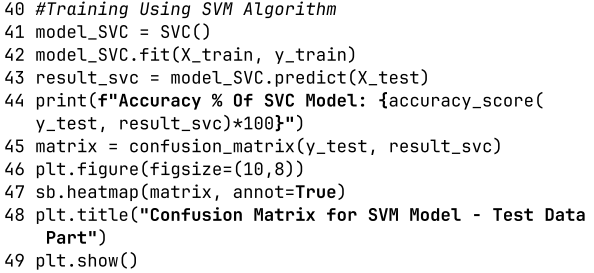 40 #Training Using SVM Algorithm
41 model_SVC = SVC()
42 model_SVC.fit(X_train, y_train)
43 result_svc = model_SVC.predict(X_test)
44 print(f"Accuracy % Of SVC Model: {accuracy_score(
y_test, result_svc)*100}")
45 matrix = confusion_matrix(y_test, result_svc)
46 plt.figure(figsize=(10,8))
47 sb.heatmap(matrix, annot=True)
48 plt.title("Confusion Matrix for SVM Model - Test Data
Part")
49 plt.show()